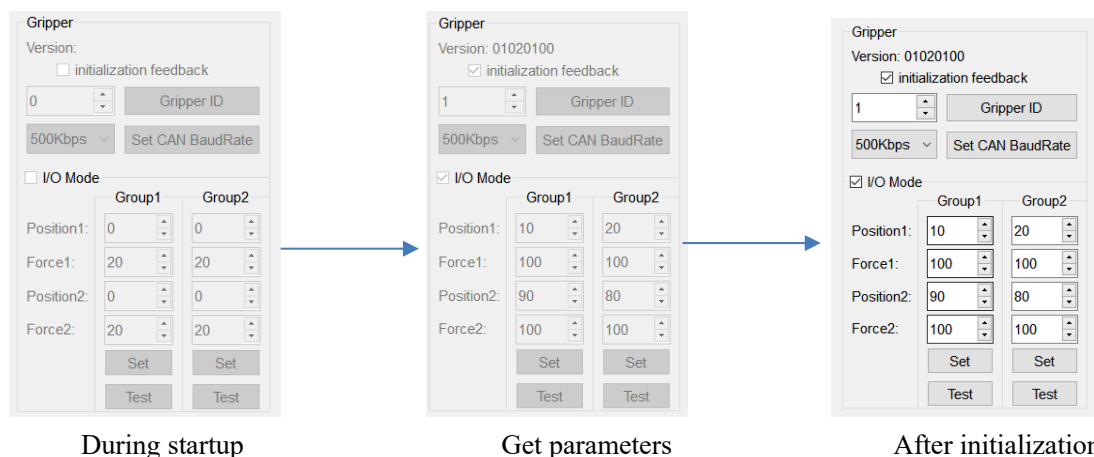 Gripper
Version:
initialization feedback
0 Gripper ID
500Kbps Set CAN BaudRate
I/O Mode
Group1 Group2
Position1: 0 0
Force1: 20 20
Position2: 0 0
Force2: 20 20
Set Set
Test Test
During startup
Gripper
Version: 01020100
initialization feedback
1 Gripper ID
500Kbps Set CAN BaudRate
I/O Mode
Group1 Group2
Position1: 10 20
Force1: 100 100
Position2: 90 80
Force2: 100 100
Set Set
Test Test
Get parameters
Gripper
Version: 01020100
initialization feedback
1 Gripper ID
500Kbps Set CAN BaudRate
I/O Mode
Group1 Group2
Position1: 10 20
Force1: 100 100
Position2: 90 80
Force2: 100 100
Set Set
Test Test
After initialization